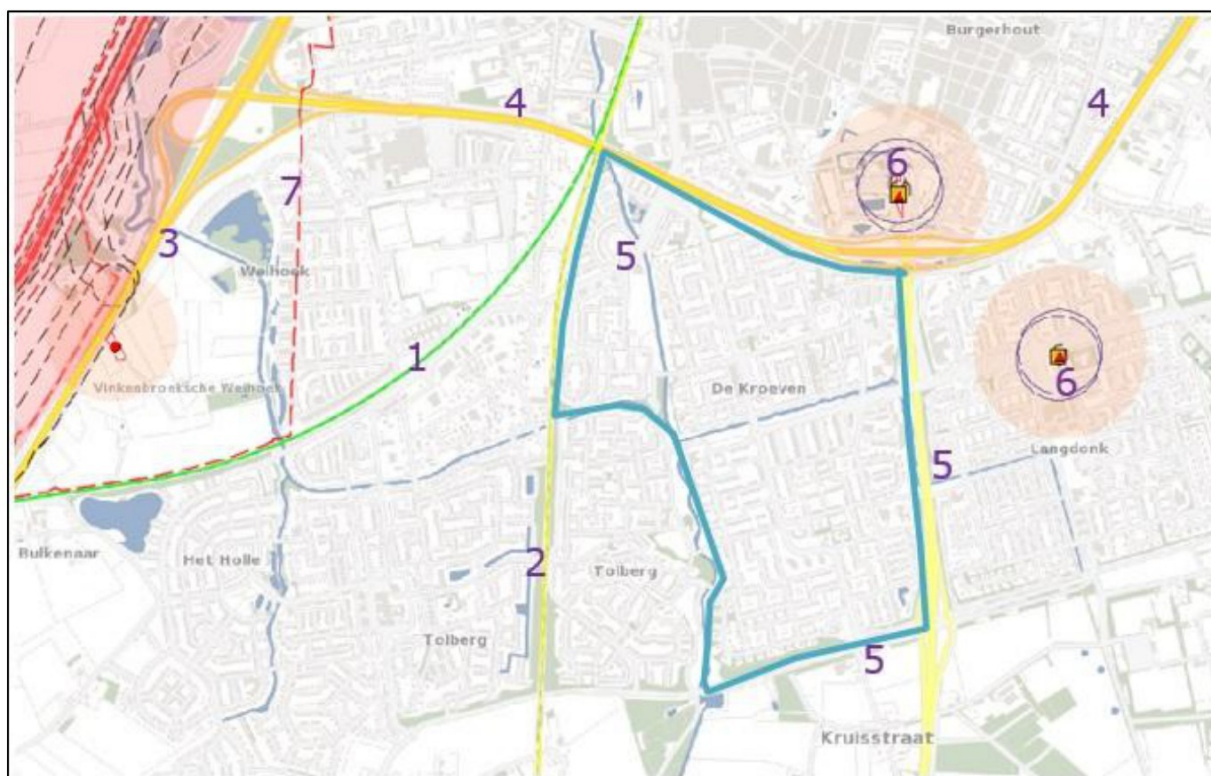 Burgerhout
4
4
6
7
5
3
Weihoek
1
6
De Kroeven
Vinkenbroeksche Weihoek
Langdonk
5
Bulkenaar
Het Holle
2
Tolberg
Tolberg
5
Kruisstraat